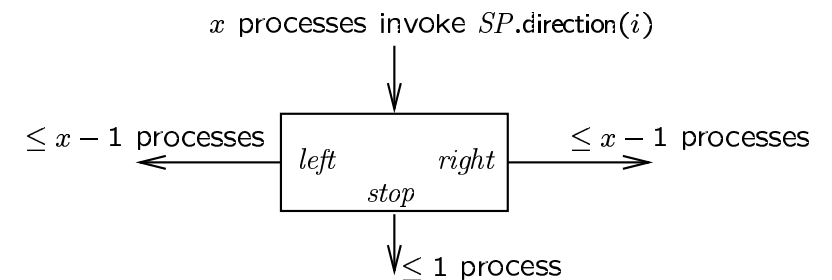 x processes invoke SP.direction(i)
≤ x − 1 processes
≤ x − 1 processes
left
right
stop
≤ 1 process